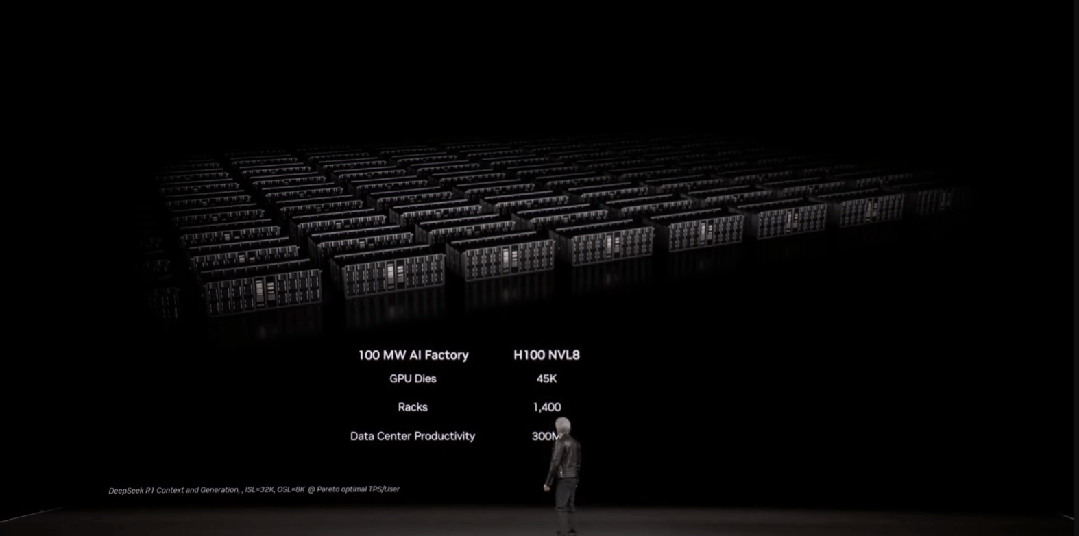 100 MW AI Factory H100 NVL8
GPU Dies 45K
Racks 1,400
Data Center Productivity 300M
DeepSeek R1 Context and Generation, , ISL=32K, OSL=8K @ Pareto optimal TPS/User